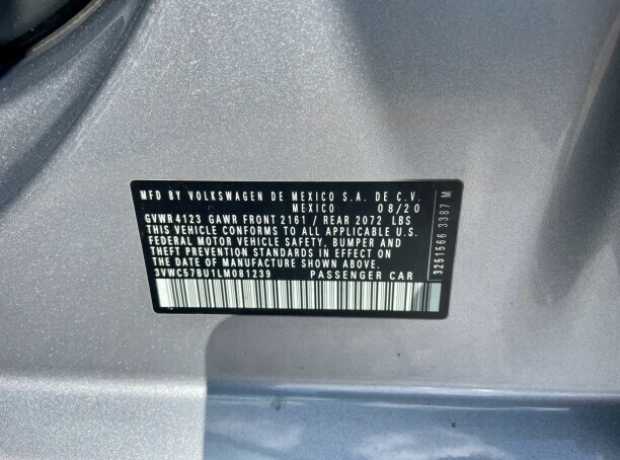 MFD BY VOLKSWAGEN DE MEXICO S.A. DE C.V.
MEXICO 08/20
GVWR 4123 GAWR FRONT 2161 / REAR 2072 LBS
THIS VEHICLE CONFORMS TO ALL APPLICABLE U.S.
FEDERAL MOTOR VEHICLE SAFETY, BUMPER AND
THEFT PREVENTION STANDARDS IN EFFECT ON
THE DATE OF MANUFACTURE SHOWN ABOVE.
3VWC57BU1LM081239 PASSENGER CAR
3251566 3387 M